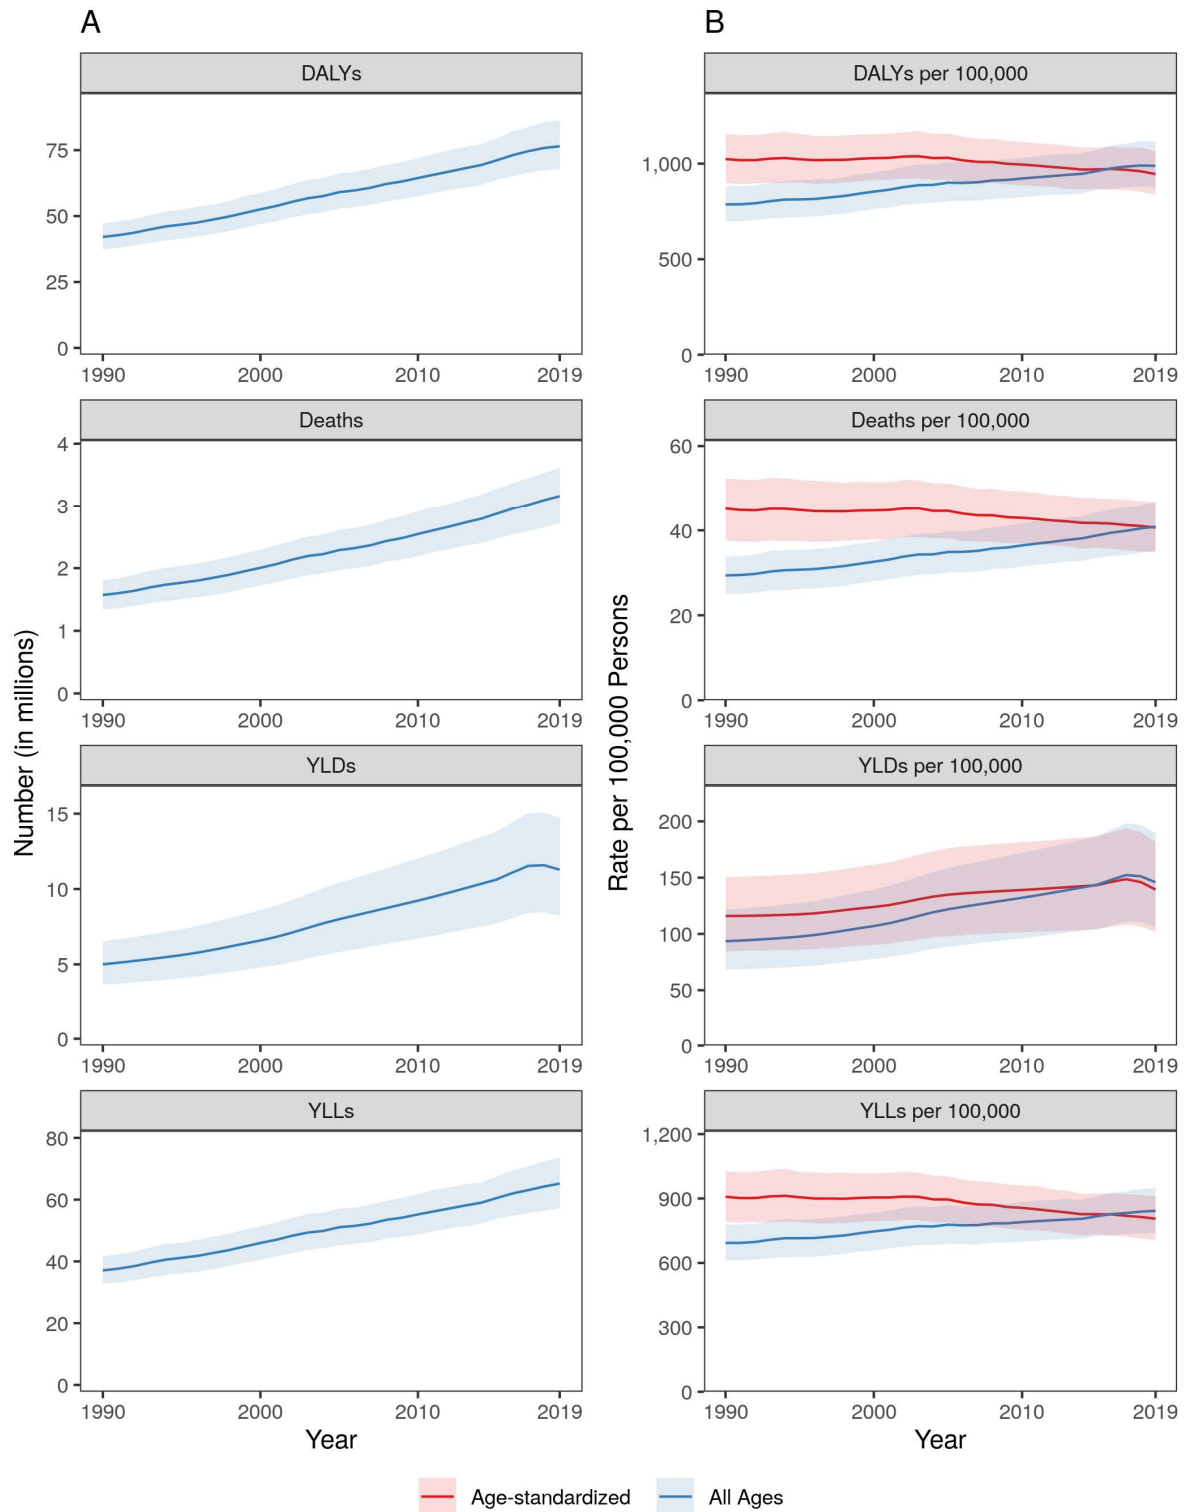 A
B
DALYs
75
50
25
0
1990 2000 2010 2019
DALYs per 100,000
1,000
500
0
1990 2000 2010 2019
Deaths
4
3
2
1
0
1990 2000 2010 2019
Deaths per 100,000
60
40
20
0
1990 2000 2010 2019
Number (in millions)
Rate per 100,000 Persons
YLDs
15
10
5
0
1990 2000 2010 2019
YLDs per 100,000
200
150
100
50
0
1990 2000 2010 2019
YLLs
80
60
40
20
0
1990 2000 2010 2019
Year
YLLs per 100,000
1,200
900
600
300
0
1990 2000 2010 2019
Year
Age-standardized All Ages